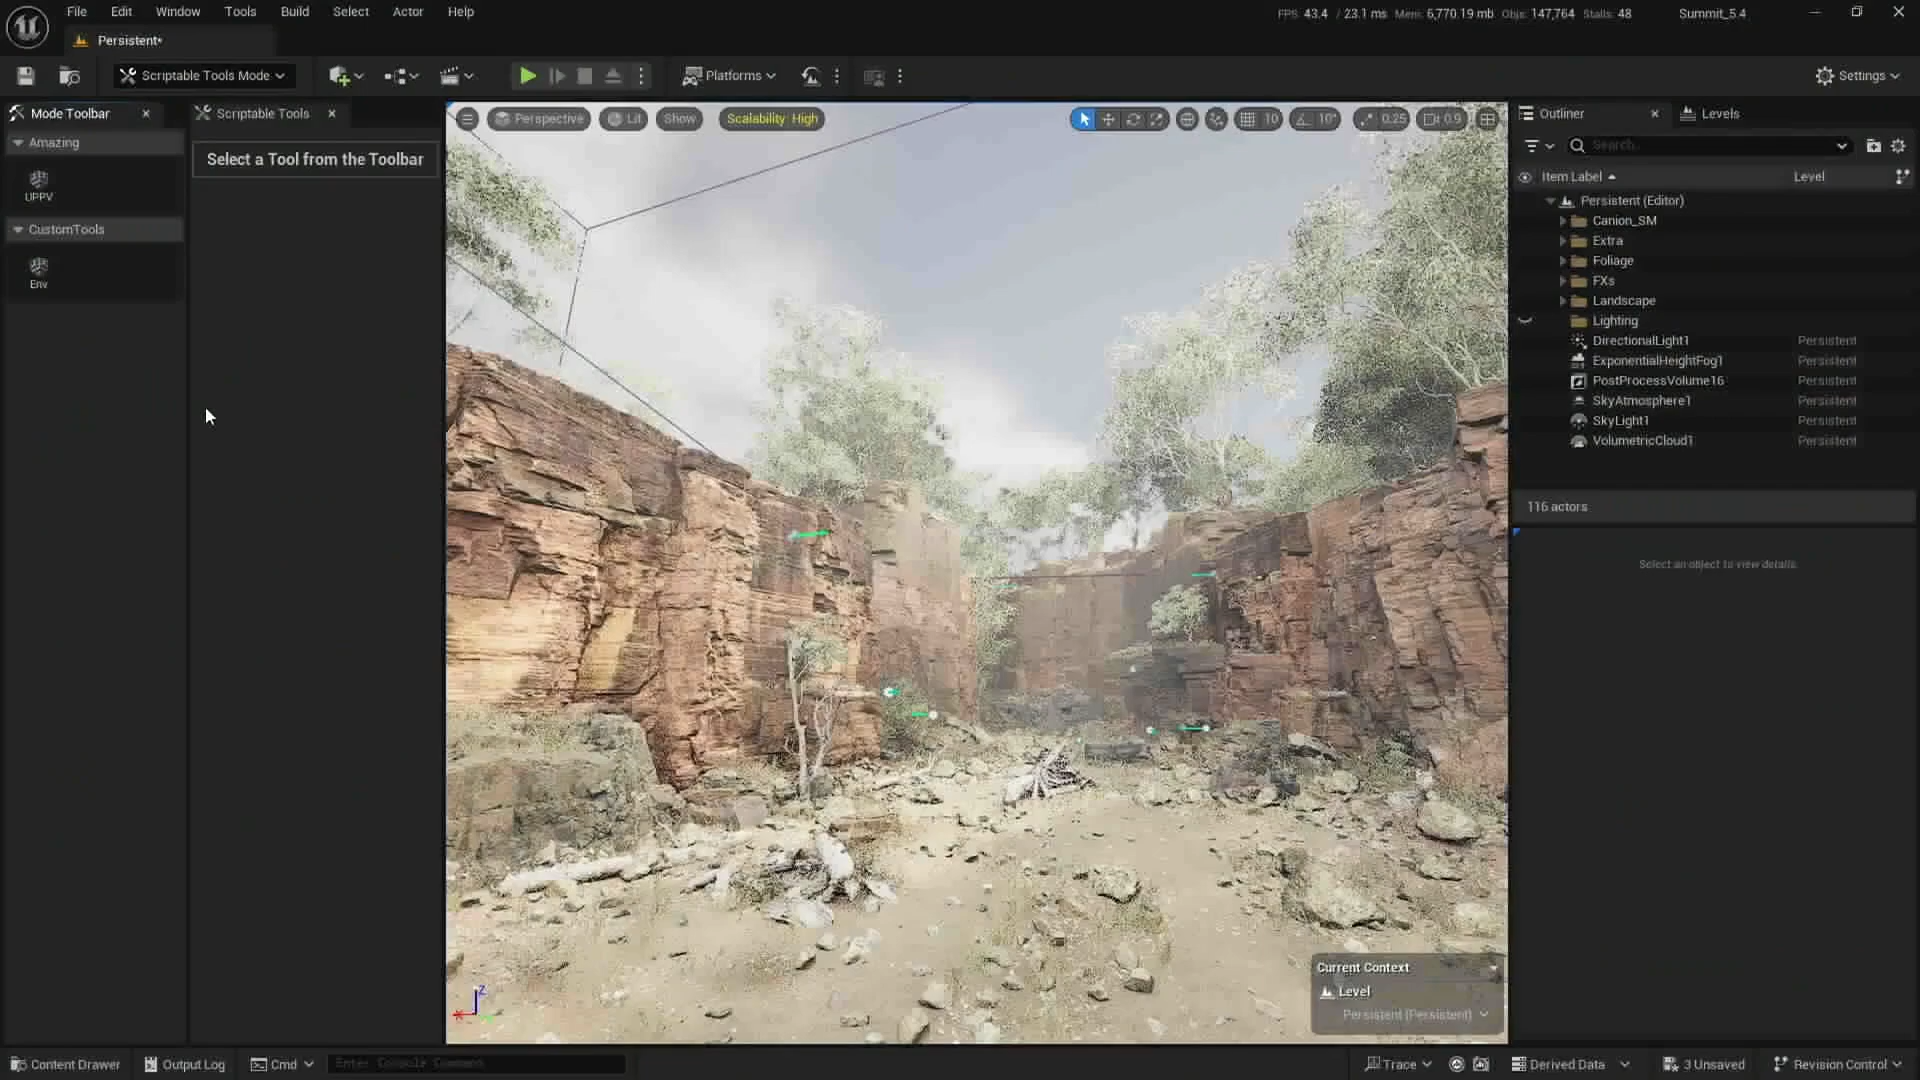 File Edit Window Tools Build Select Actor Help
FPS: 43.4 / 23.1 ms Mem: 6,770.19 mb Objs: 147,764 Stalls: 48
Summit_5.4
Persistent*
Scriptable Tools Mode
Platforms
Settings
Mode Toolbar
Scriptable Tools
Amazing
UPPV
CustomTools
Env
Select a Tool from the Toolbar
Perspective
Lit
Show
Scalability: High
10
10°
0.25
0.9
Outliner
Levels
Search...
Item Label
Level
Persistent (Editor)
Canion_SM
Extra
Foliage
FXs
Landscape
Lighting
DirectionalLight1 Persistent
ExponentialHeightFog1 Persistent
PostProcessVolume16 Persistent
SkyAtmosphere1 Persistent
SkyLight1 Persistent
VolumetricCloud1 Persistent
116 actors
Select an object to view details.
Z
X
Current Context
Level
Persistent (Persistent)
Content Drawer
Output Log
Cmd
Enter Console Command
Trace
Derived Data
3 Unsaved
Revision Control